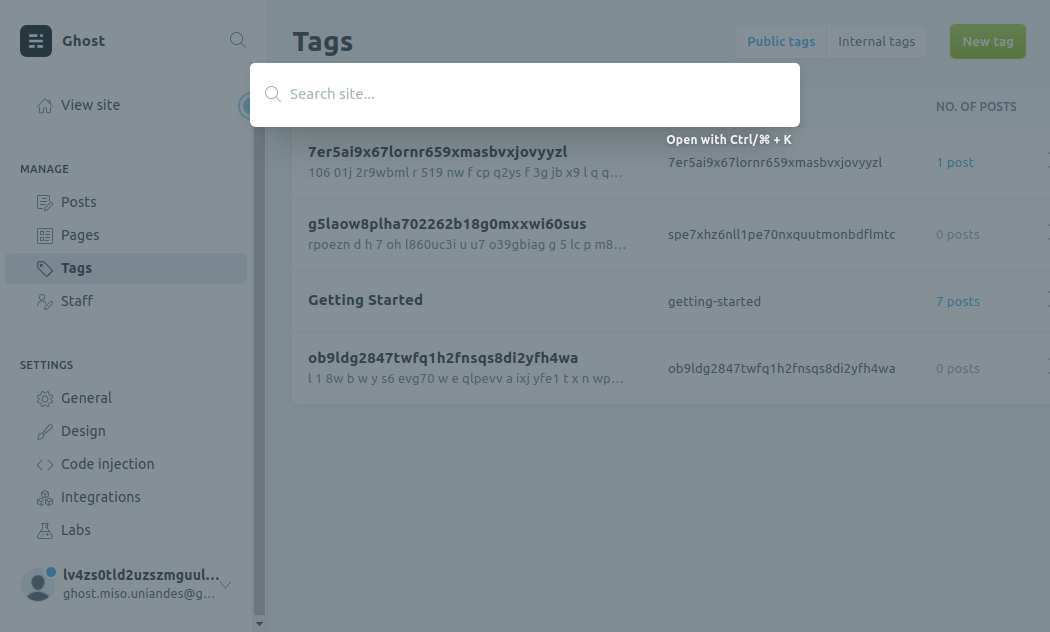 Ghost
Tags
Public tags
Internal tags
New tag
Search site...
Open with Ctrl/⌘ + K
View site
MANAGE
Posts
Pages
Tags
Staff
SETTINGS
General
Design
Code injection
Integrations
Labs
lv4zs0tld2uzszmguul...
ghost.miso.uniandes@g...
NO. OF POSTS
7er5ai9x67lornr659xmasbvxjovyyzl
106 01j 2r9wbml r 519 nw f cp q2ys f 3g jb x9 l q q...
7er5ai9x67lornr659xmasbvxjovyyzl
1 post
g5laow8plha702262b18g0mxxwi60sus
rpoezn d h 7 oh l860uc3i u u7 o39gbiag g 5 lc p m8...
spe7xhz6nll1pe70nxquutmonbdflmtc
0 posts
Getting Started
getting-started
7 posts
ob9ldg2847twfq1h2fnsqs8di2yfh4wa
l 1 8w b w y s6 evg70 w e qlpevv a ixj yfe1 t x n wp...
ob9ldg2847twfq1h2fnsqs8di2yfh4wa
0 posts